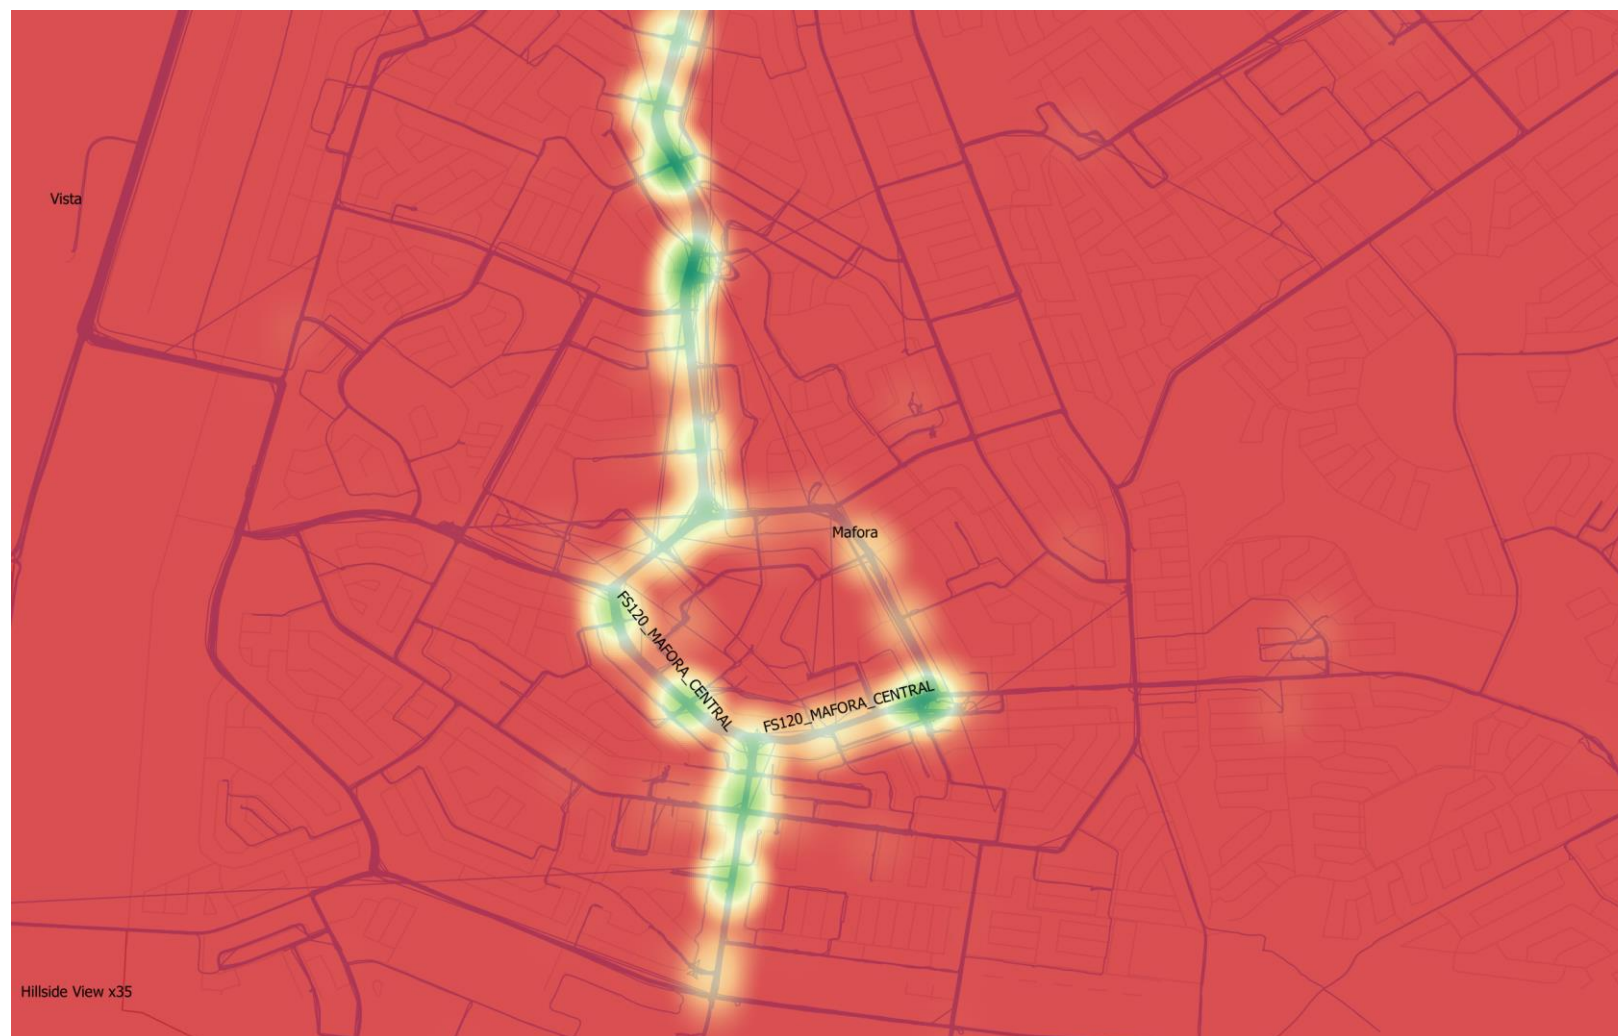 Vista
Mafora
FS120_MAFORA_CENTRAL
FS120_MAFORA_CENTRAL
Hillside View x35